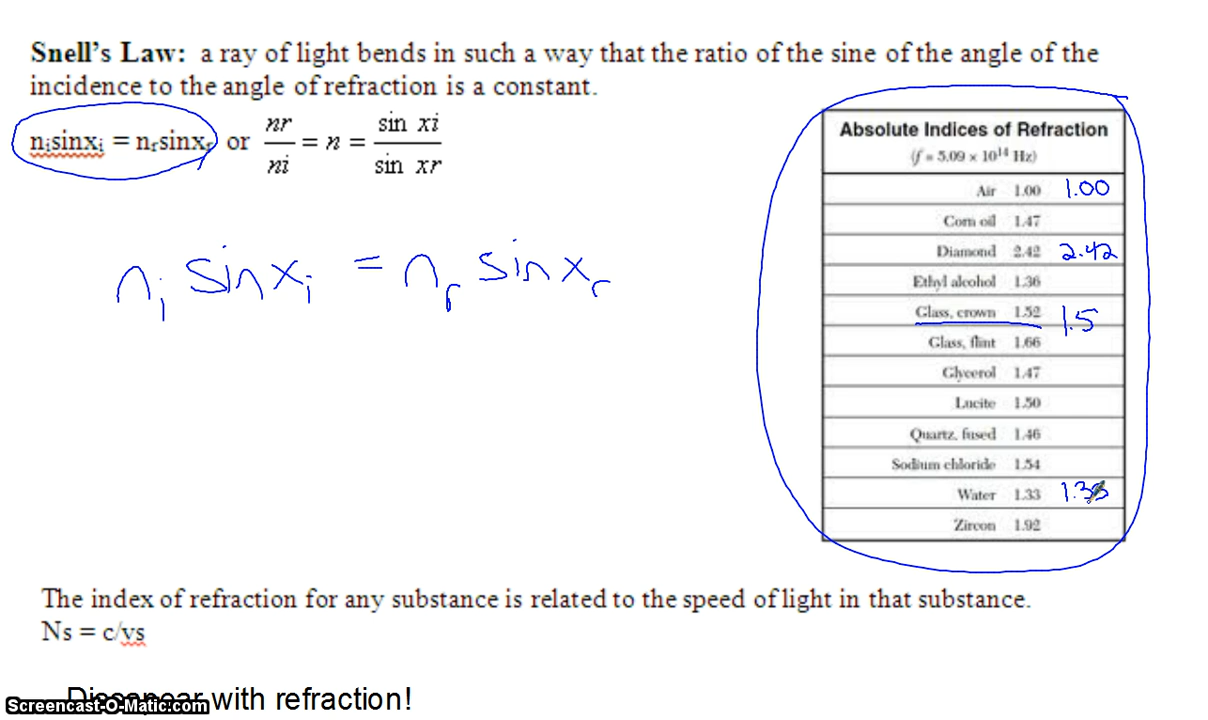 Snell's Law: a ray of light bends in such a way that the ratio of the sine of the angle of the
incidence to the angle of refraction is a constant.
nisinxi = nrsinxr or nr/ni = n = sin xi/sin xr
ni sinxi = nr sinxr
Absolute Indices of Refraction
(f = 5.09 × 10¹⁴ Hz)
Air 1.00 1.00
Corn oil 1.47
Diamond 2.42 2.42
Ethyl alcohol 1.36
Glass, crown 1.52 1.5
Glass, flint 1.66
Glycerol 1.47
Lucite 1.50
Quartz, fused 1.46
Sodium chloride 1.54
Water 1.33 1.33
Zircon 1.92
The index of refraction for any substance is related to the speed of light in that substance.
Ns = c/vs
Disappear with refraction!
Screencast-O-Matic.com